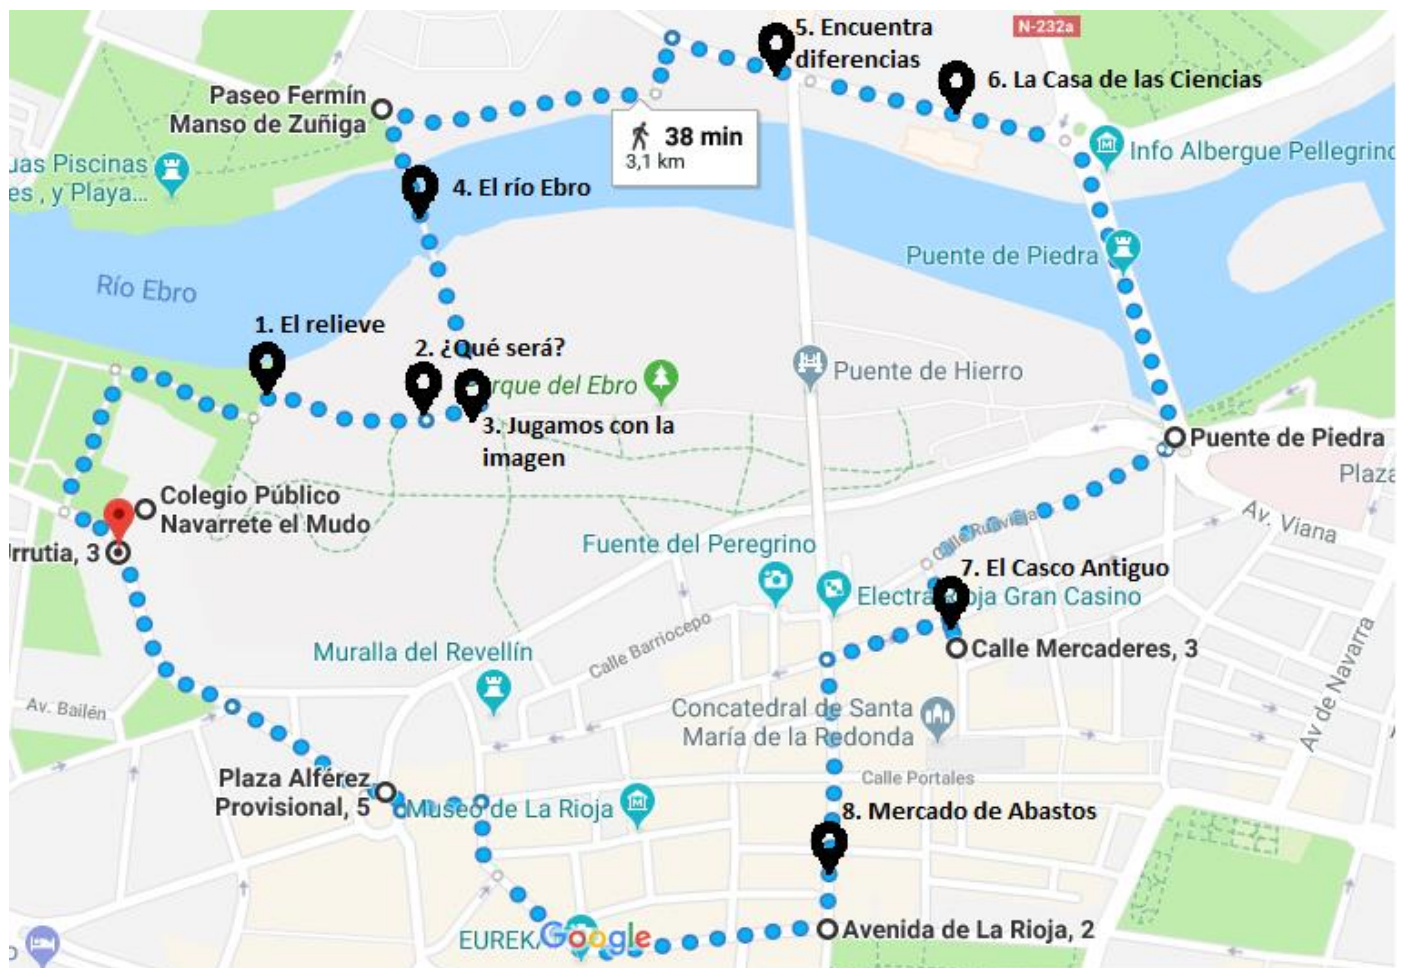 5. Encuentra
diferencias
N-232a
6. La Casa de las Ciencias
Paseo Fermín
Manso de Zuñiga
38 min
3,1 km
Info Albergue Pellegrino
uas Piscinas
es , y Playa...
4. El río Ebro
Puente de Piedra
Río Ebro
1. El relieve
2. ¿Qué será?
rque del Ebro
Puente de Hierro
3. Jugamos con la
imagen
Puente de Piedra
Plaza
Colegio Público
Navarrete el Mudo
Irrutia, 3
Av. Viana
Calle Ruavieja
Fuente del Peregrino
7. El Casco Antiguo
Electra Rioja Gran Casino
Calle Barriocepo
Muralla del Revellín
Calle Mercaderes, 3
Av de Navarra
Av. Bailén
Concatedral de Santa
María de la Redonda
Plaza Alférez
Provisional, 5
Calle Portales
Museo de La Rioja
8. Mercado de Abastos
EUREKA
Google
Avenida de La Rioja, 2